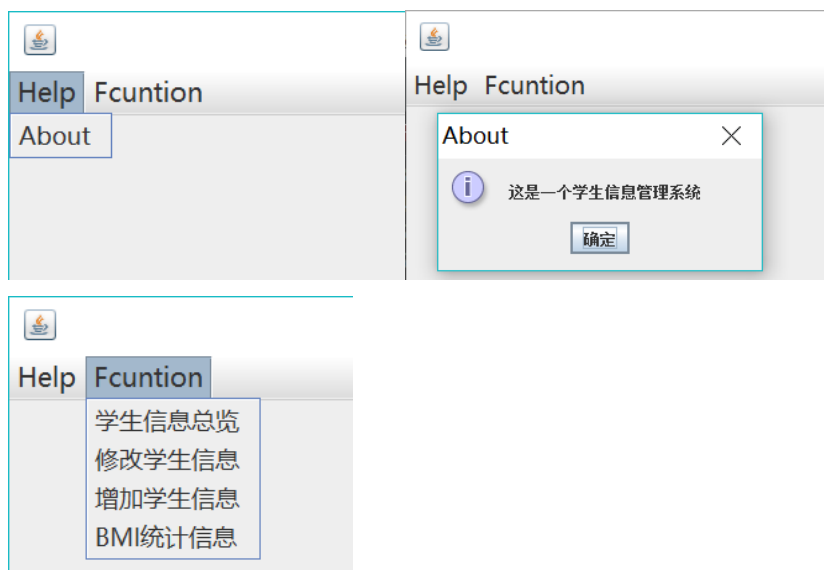 Help Fcuntion
About
Help Fcuntion
About
i
这是一个学生信息管理系统
确定
Help Fcuntion
学生信息总览
修改学生信息
增加学生信息
BMI统计信息